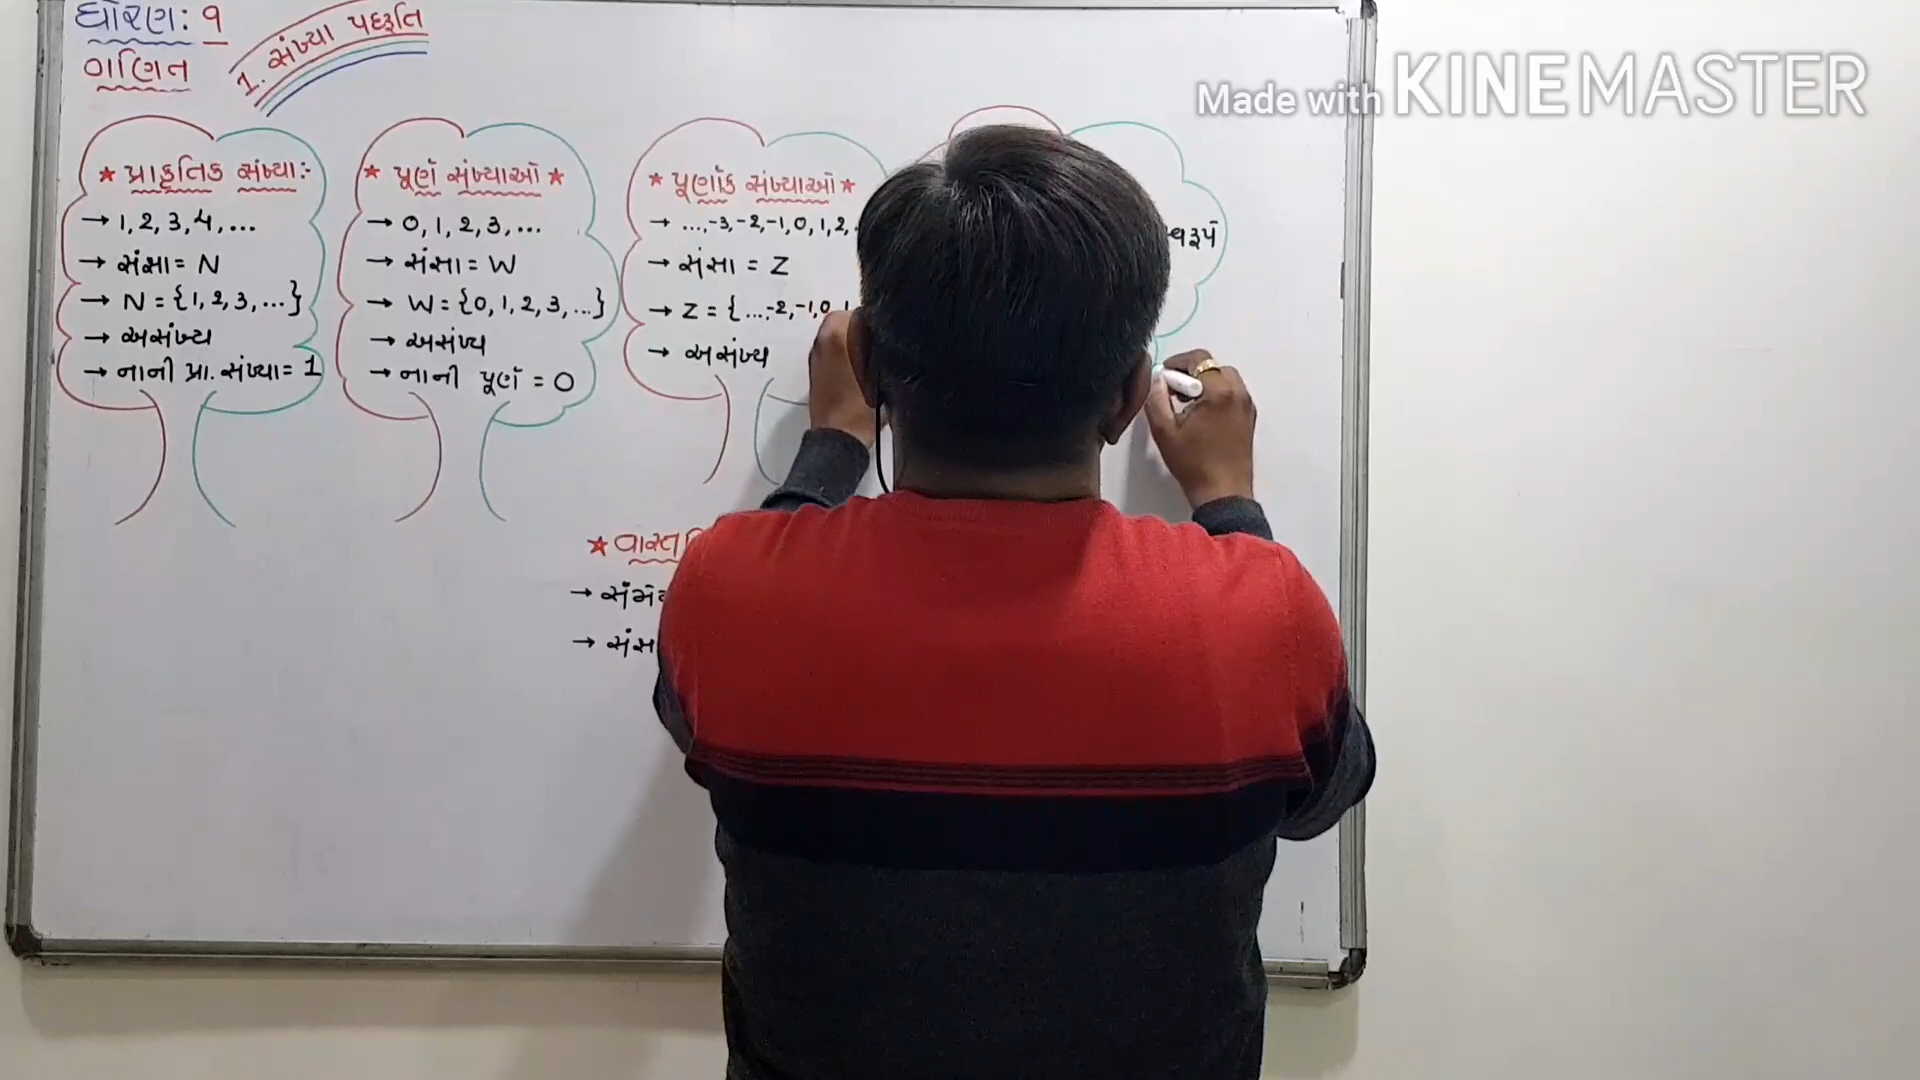 ધોરણ: ૧
ગણિત
1. સંખ્યા પદ્ધતિ
Made with KINEMASTER
★ પ્રાકૃતિક સંખ્યા:-
→ 1, 2, 3, 4, ...
→ સંજ્ઞા = N
→ N = {1, 2, 3, ...}
→ અસંખ્ય
→ નાની પ્રા. સંખ્યા = 1
★ પૂર્ણ સંખ્યાઓ ★
→ 0, 1, 2, 3, ...
→ સંજ્ઞા = W
→ W = {0, 1, 2, 3, ...}
→ અસંખ્ય
→ નાની પૂર્ણ = 0
★ પૂર્ણાંક સંખ્યાઓ ★
→ ..., -3, -2, -1, 0, 1, 2,
→ સંજ્ઞા = Z
→ Z = {...-2, -1, 0, 1
→ અસંખ્ય
સ્વરૂપે
★
→
→